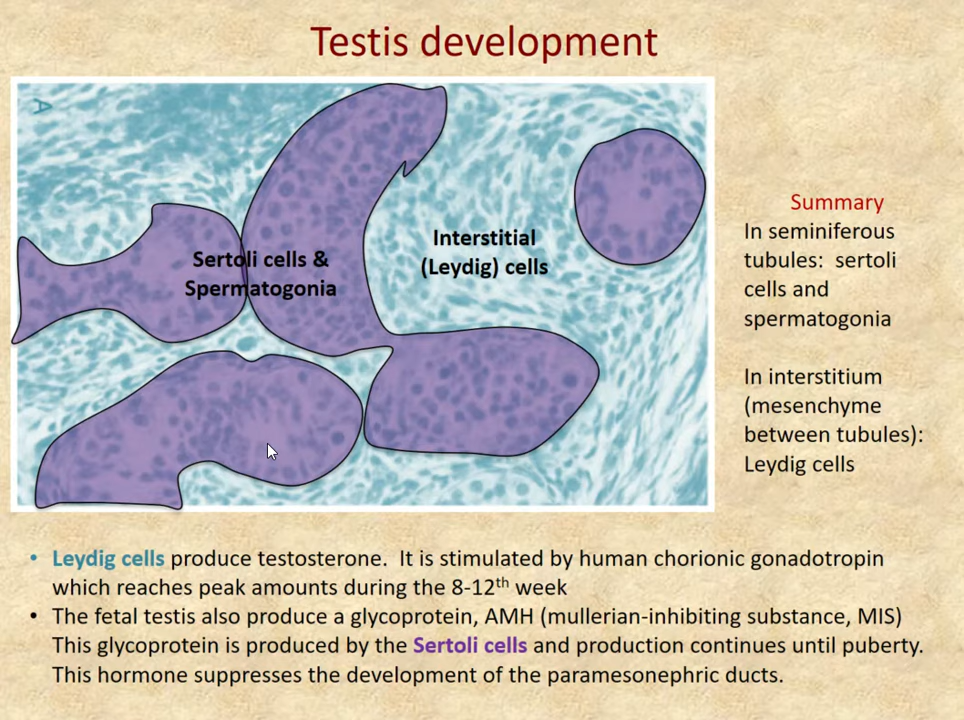 Testis development
A
Sertoli cells &
Spermatogonia
Interstitial
(Leydig) cells
Summary
In seminiferous
tubules: sertoli
cells and
spermatogonia
In interstitium
(mesenchyme
between tubules):
Leydig cells
• Leydig cells produce testosterone. It is stimulated by human chorionic gonadotropin
which reaches peak amounts during the 8-12th week
• The fetal testis also produce a glycoprotein, AMH (mullerian-inhibiting substance, MIS)
This glycoprotein is produced by the Sertoli cells and production continues until puberty.
This hormone suppresses the development of the paramesonephric ducts.